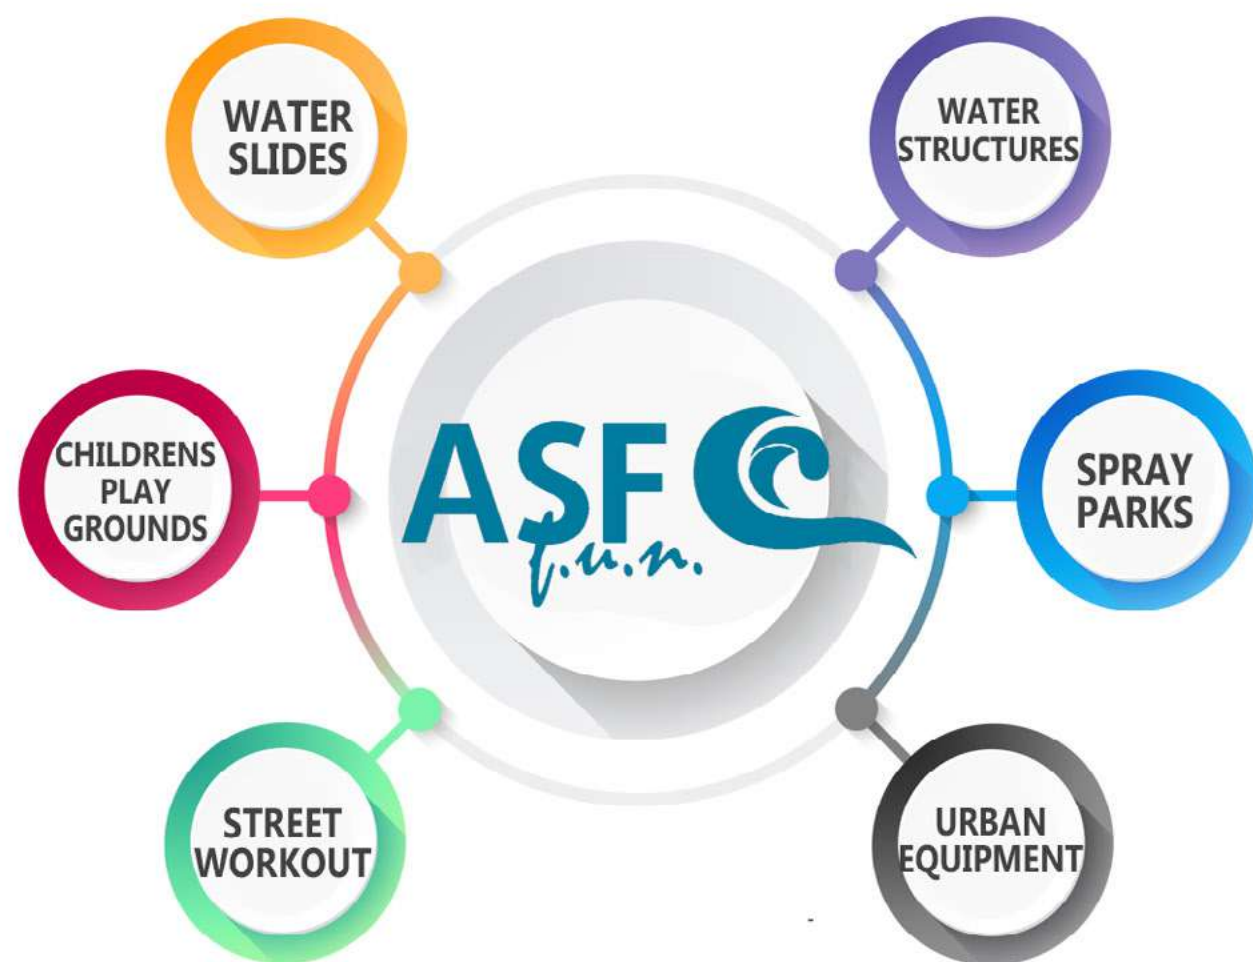 WATER
SLIDES
WATER
STRUCTURES
CHILDRENS
PLAY
GROUNDS
ASF
f.u.n.
SPRAY
PARKS
STREET
WORKOUT
URBAN
EQUIPMENT
-